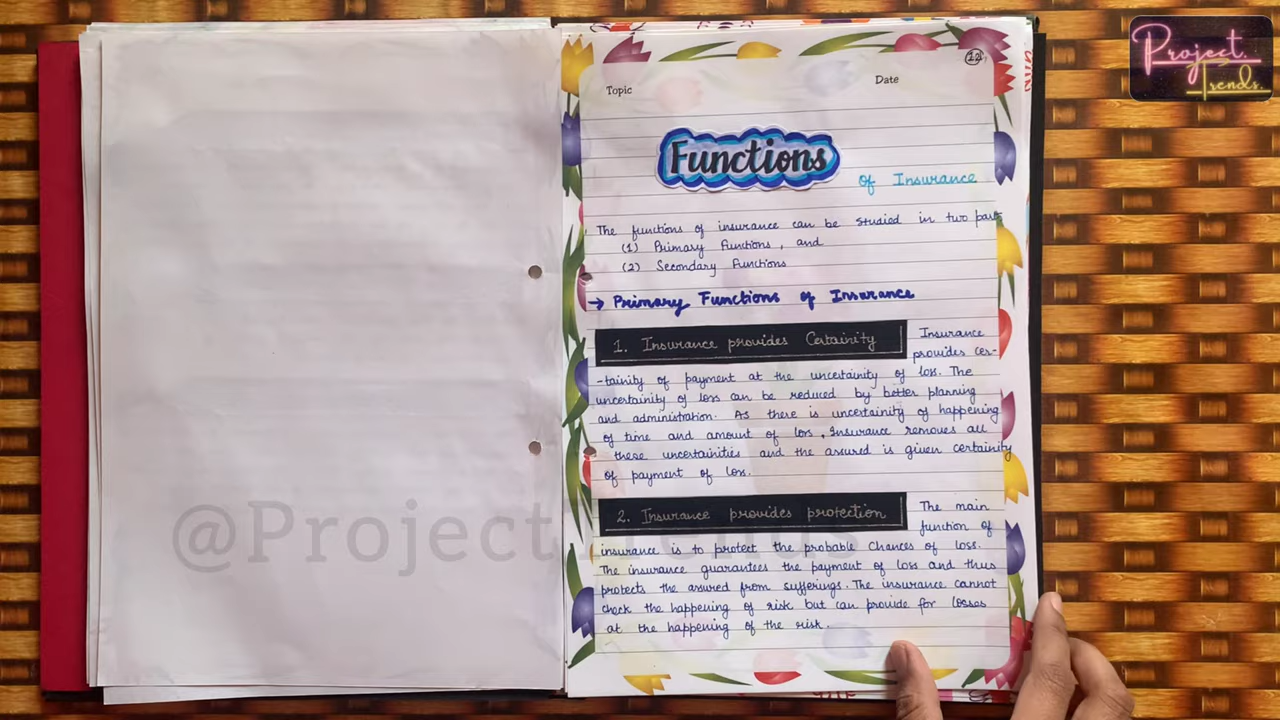 Project
Trends.
12
Topic
Date
Functions
of Insurance
The functions of insurance can be studied in two parts
(1) Primary Functions, and
(2) Secondary Functions
→ Primary Functions of Insurance
1. Insurance provides Certainity
Insurance
provides cer-
-tainity of payment at the uncertainity of loss. The
uncertainity of loss can be reduced by better planning
and administration. As there is uncertainity of happening
of time and amount of loss, Insurance removes all
these uncertainities and the assured is given certainity
of payment of loss.
2. Insurance provides protection
The main
function of
insurance is to protect the probable chances of loss.
The insurance guarantees the payment of loss and thus
protects the assured from sufferings. The insurance cannot
check the happening of risk but can provide for losses
at the happening of the risk.
@ProjectTrends